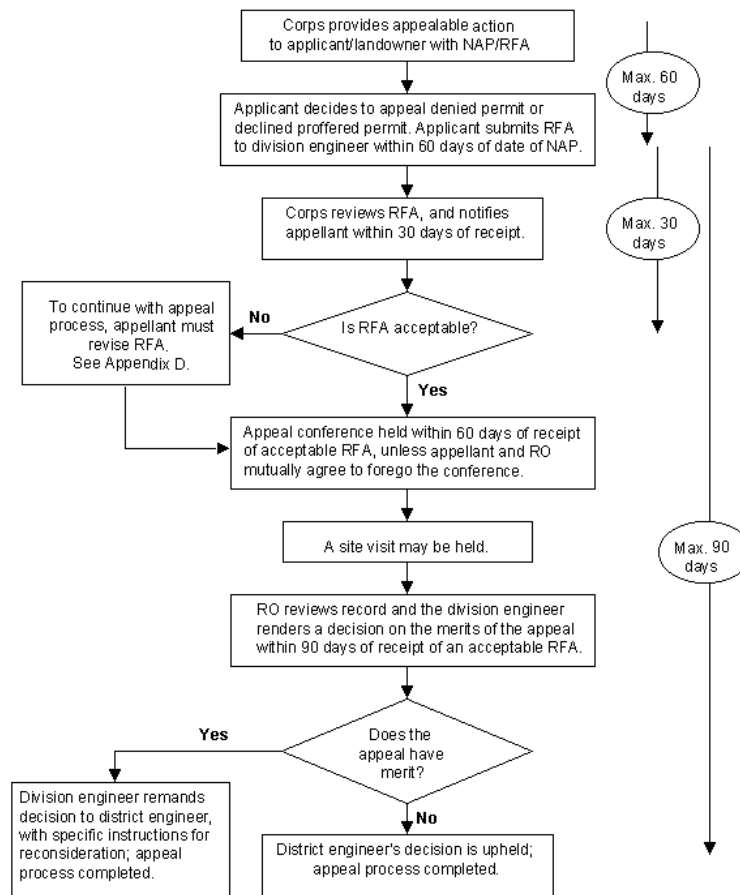 Corps provides appealable action
to applicant/landowner with NAP/RFA
Max. 60
days
Applicant decides to appeal denied permit or
declined proffered permit. Applicant submits RFA
to division engineer within 60 days of date of NAP.
Corps reviews RFA, and notifies
appellant within 30 days of receipt.
Max. 30
days
To continue with appeal
process, appellant must
revise RFA.
See Appendix D.
No
Is RFA acceptable?
Yes
Appeal conference held within 60 days of receipt
of acceptable RFA, unless appellant and RO
mutually agree to forego the conference.
A site visit may be held.
Max. 90
days
RO reviews record and the division engineer
renders a decision on the merits of the appeal
within 90 days of receipt of an acceptable RFA.
Yes
Does the
appeal have
merit?
Division engineer remands
decision to district engineer,
with specific instructions for
reconsideration; appeal
process completed.
No
District engineer's decision is upheld;
appeal process completed.